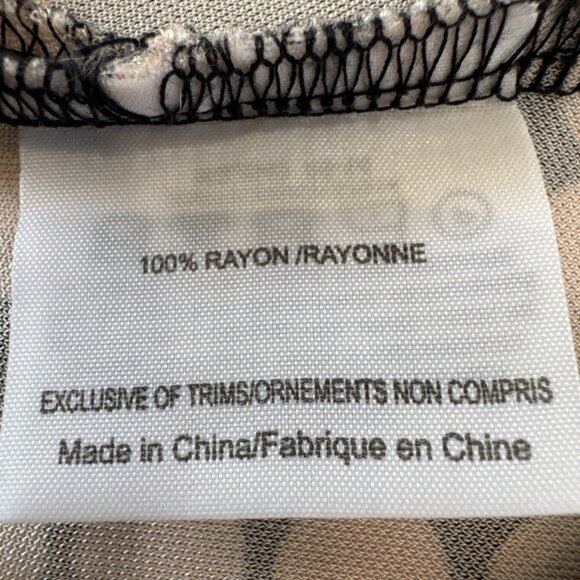 100% RAYON /RAYONNE
EXCLUSIVE OF TRIMS/ORNEMENTS NON COMPRIS
Made in China/Fabrique en Chine